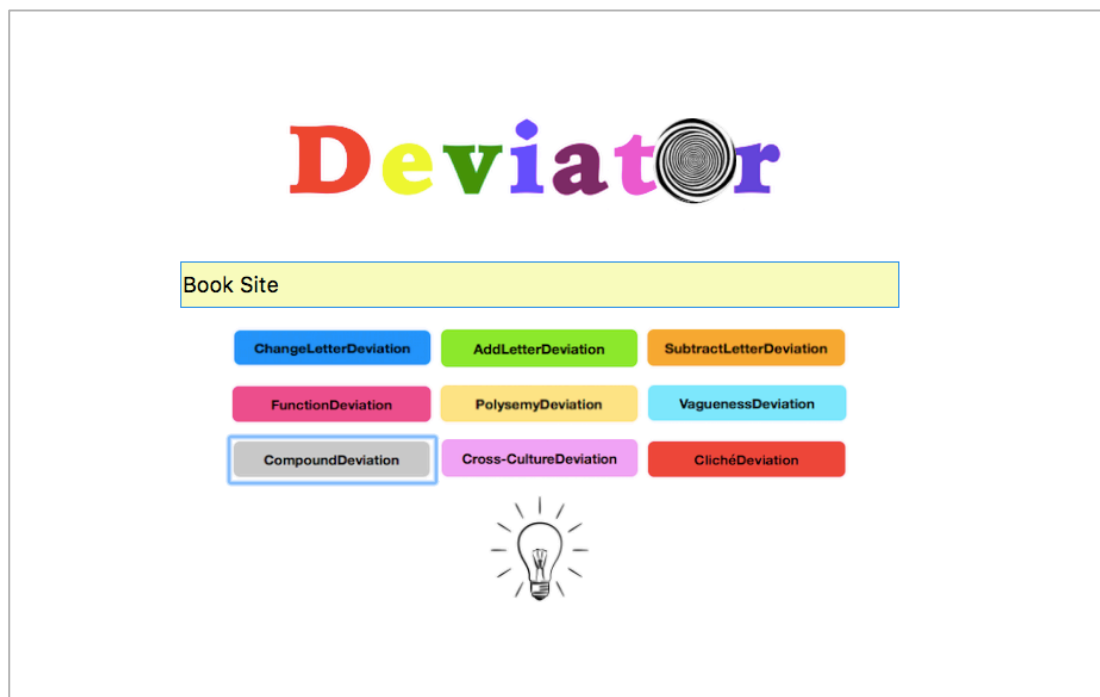 Deviator
Book Site
ChangeLetterDeviation AddLetterDeviation SubtractLetterDeviation
FunctionDeviation PolysemyDeviation VaguenessDeviation
CompoundDeviation Cross-CultureDeviation ClichéDeviation